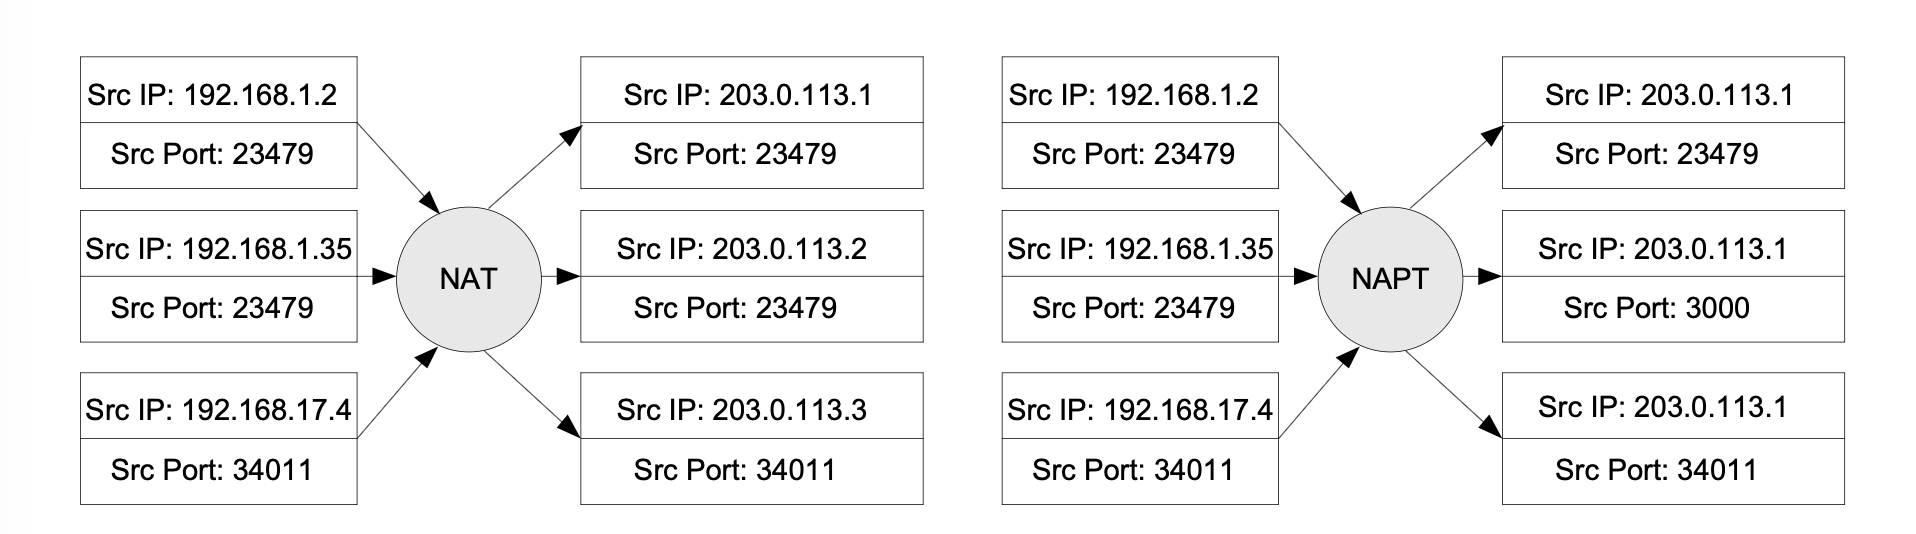 Src IP: 192.168.1.2
Src Port: 23479
Src IP: 192.168.1.35
Src Port: 23479
Src IP: 192.168.17.4
Src Port: 34011
NAT
Src IP: 203.0.113.1
Src Port: 23479
Src IP: 203.0.113.2
Src Port: 23479
Src IP: 203.0.113.3
Src Port: 34011
Src IP: 192.168.1.2
Src Port: 23479
Src IP: 192.168.1.35
Src Port: 23479
Src IP: 192.168.17.4
Src Port: 34011
NAPT
Src IP: 203.0.113.1
Src Port: 23479
Src IP: 203.0.113.1
Src Port: 3000
Src IP: 203.0.113.1
Src Port: 34011